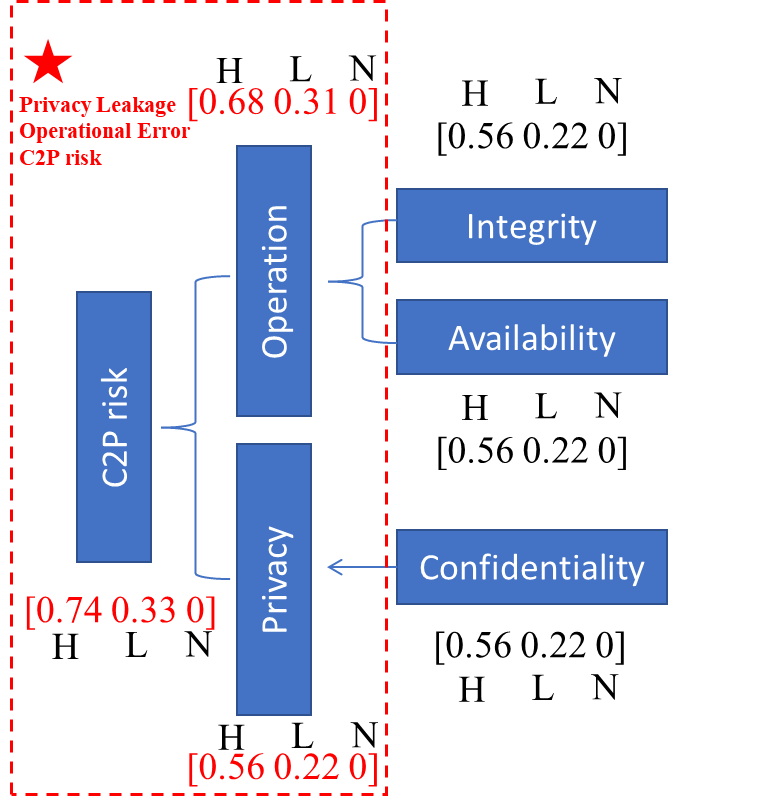 H L N
[0.68 0.31 0]
Privacy Leakage
Operational Error
C2P risk
H L N
[0.56 0.22 0]
Integrity
Operation
Availability
H L N
[0.56 0.22 0]
C2P risk
Privacy
Confidentiality
[0.74 0.33 0]
H L N
[0.56 0.22 0]
H L N
H L N
[0.56 0.22 0]